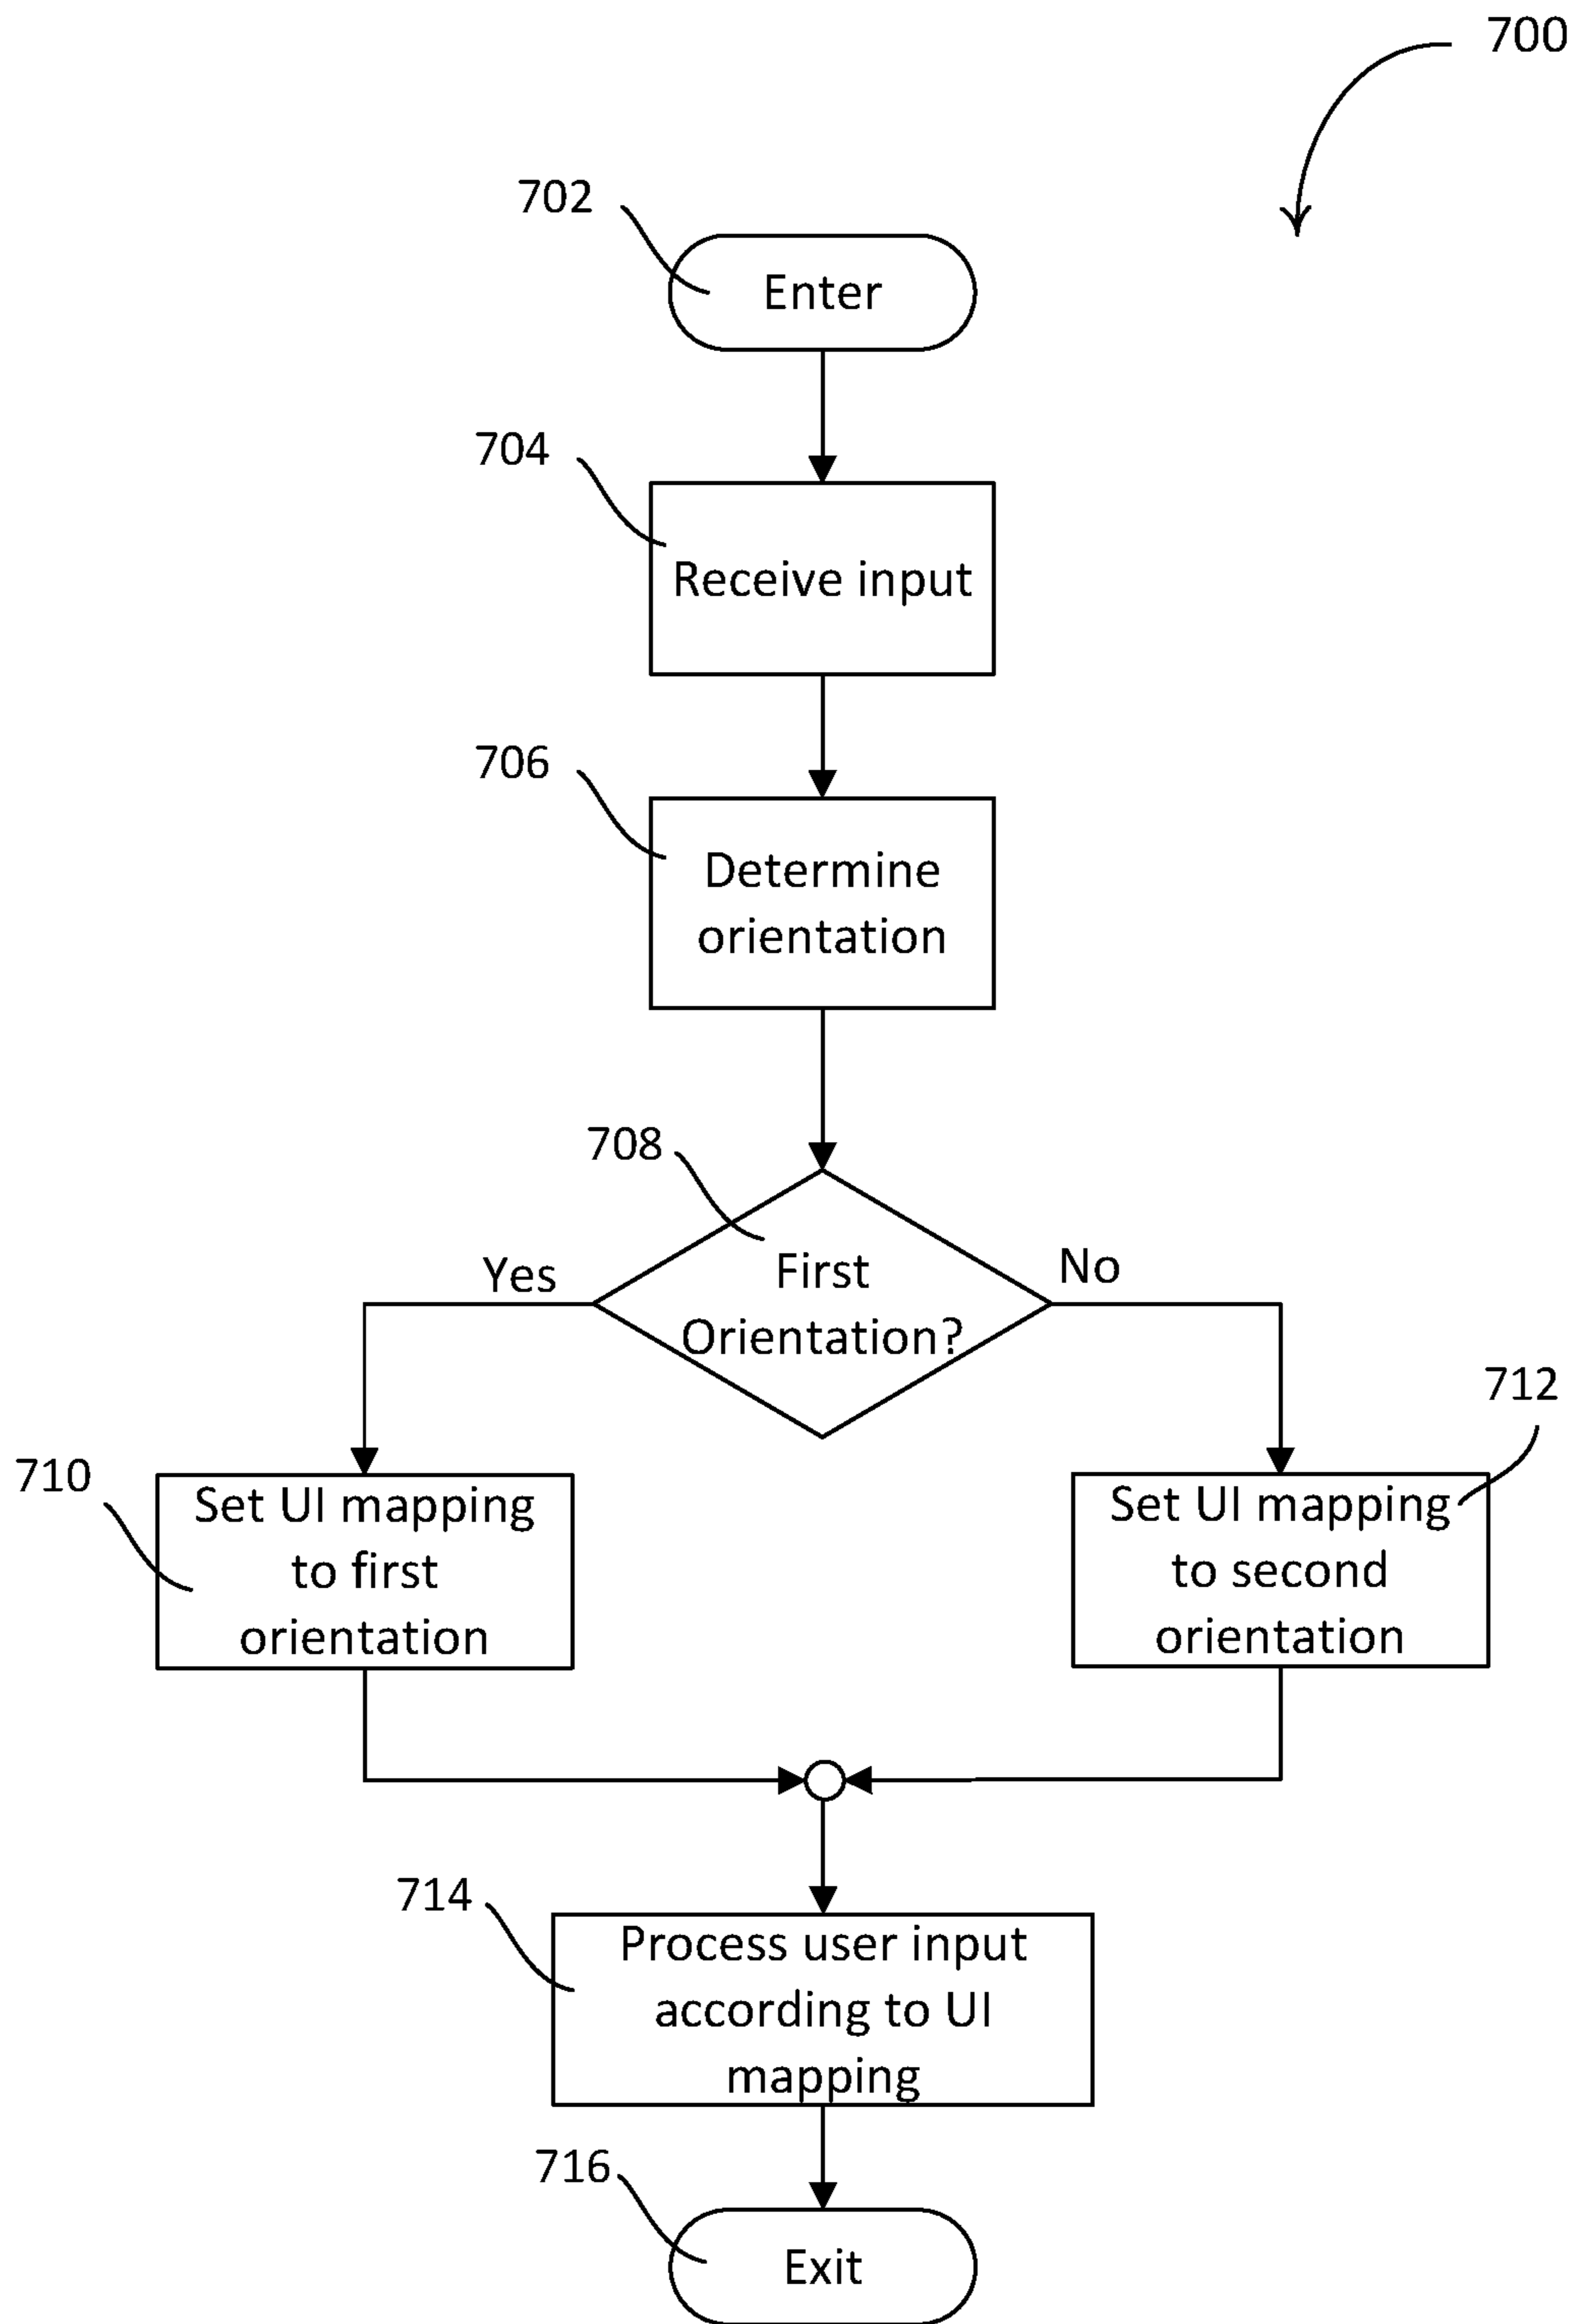 700
702
Enter
704
Receive input
706
Determine
orientation
708
First
Orientation?
Yes
No
710
Set UI mapping
to first
orientation
712
Set UI mapping
to second
orientation
714
Process user input
according to UI
mapping
716
Exit